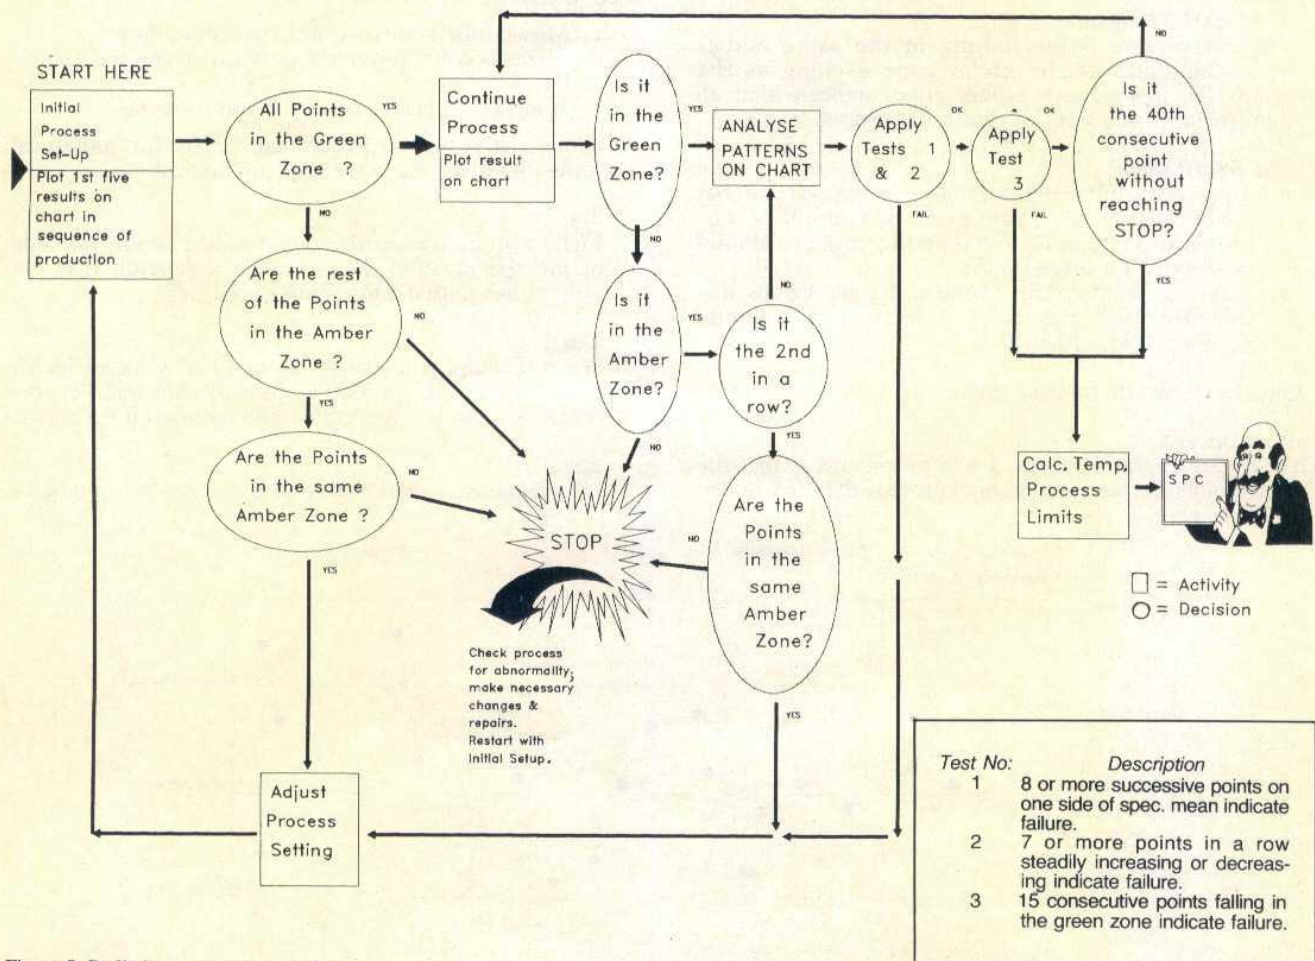 START HERE
Initial
Process
Set-Up
Plot 1st five
results on
chart in
sequence of
production
All Points
in the Green
Zone ?
YES
NO
Are the rest
of the Points
in the Amber
Zone ?
NO
YES
Are the Points
in the same
Amber Zone ?
NO
YES
Adjust
Process
Setting
Continue
Process
Plot result
on chart
Is it
in the
Green
Zone?
YES
NO
Is it
in the
Amber
Zone?
YES
NO
STOP
Check process
for abnormality;
make necessary
changes &
repairs.
Restart with
Initial Setup.
ANALYSE
PATTERNS
ON CHART
NO
Is it
the 2nd
in a
row?
YES
Are the
Points
in the
same
Amber
Zone?
NO
YES
Apply
Tests 1
& 2
OK
FAIL
Apply
Test
3
OK
FAIL
NO
Is it
the 40th
consecutive
point
without
reaching
STOP?
YES
Calc. Temp.
Process
Limits
SPC
= Activity
= Decision
Test No: Description
1 8 or more successive points on
one side of spec. mean indicate
failure.
2 7 or more points in a row
steadily increasing or decreas-
ing indicate failure.
3 15 consecutive points falling in
the green zone indicate failure.